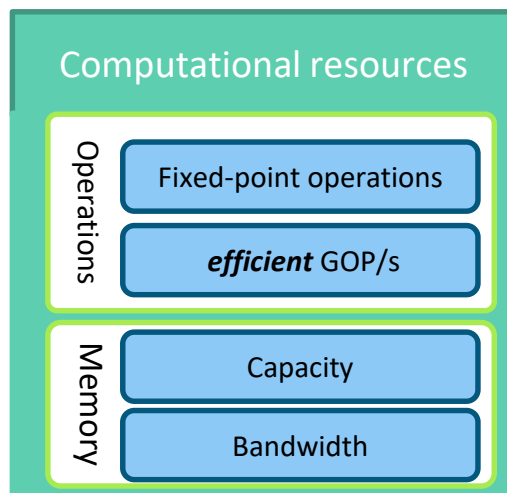 Computational resources
Operations
Fixed-point operations
efficient GOP/s
Memory
Capacity
Bandwidth